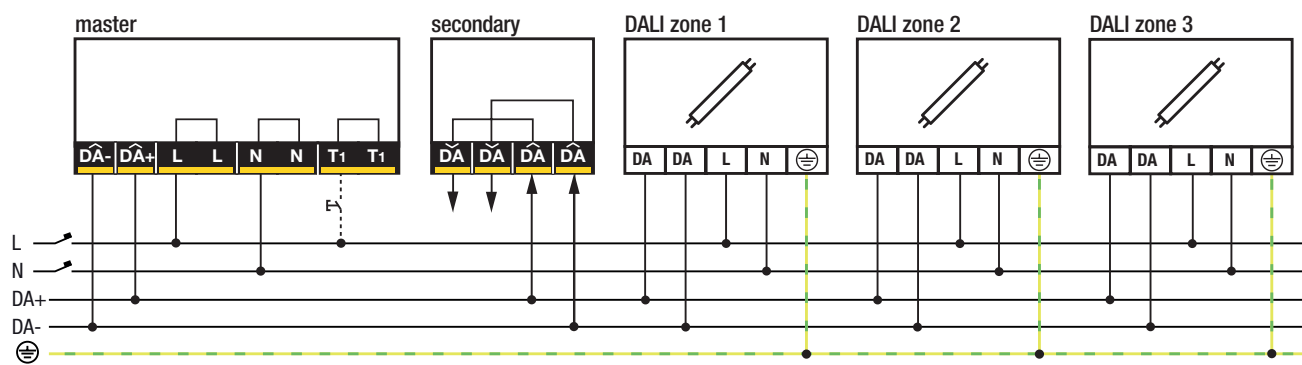 master secondary DALI zone 1 DALI zone 2 DALI zone 3
DA- DA+ L L N N T1 T1 DA DA DA DA DA DA L N DA DA L N DA DA L N
L
N
DA+
DA-